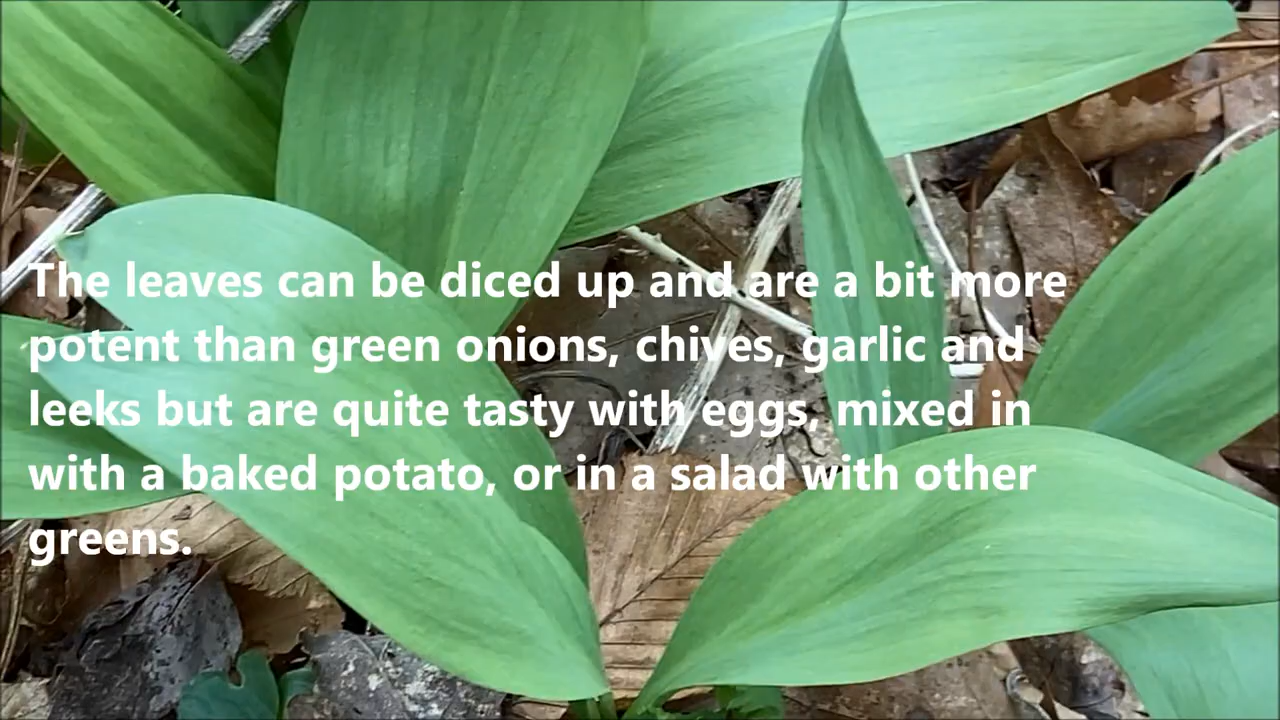 The leaves can be diced up and are a bit more
potent than green onions, chives, garlic and
leeks but are quite tasty with eggs, mixed in
with a baked potato, or in a salad with other
greens.